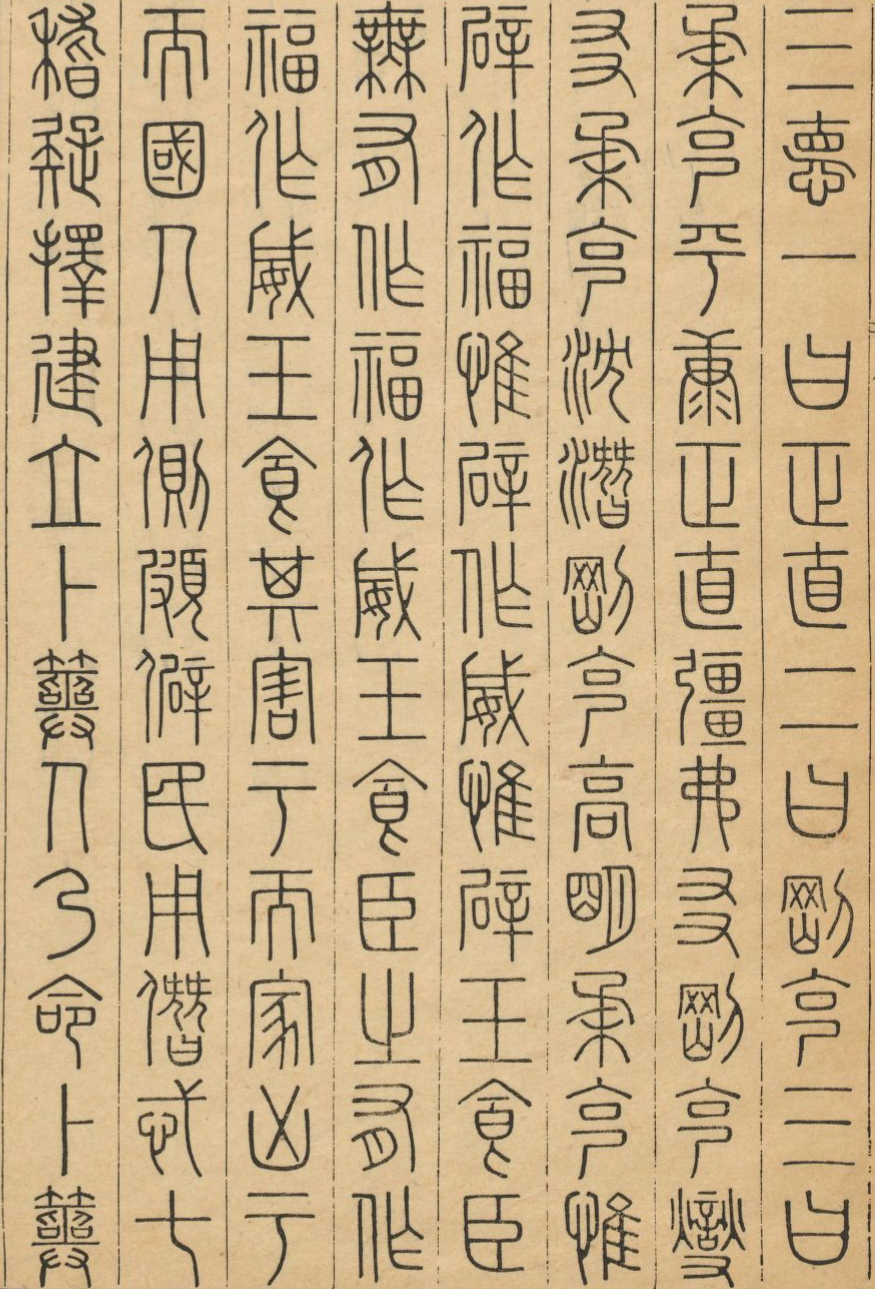 三悳一曰正直二曰剛克三曰
柔克平康正直彊弗友剛克燮
友柔克沈潛剛克高明柔克惟
辟作福惟辟作威惟辟玉食臣
無有作福作威玉食臣之有作
福作威玉食其害于而家凶于
而國人用側頗僻民用僭忒七
稽疑擇建立卜筮人乃命卜筮